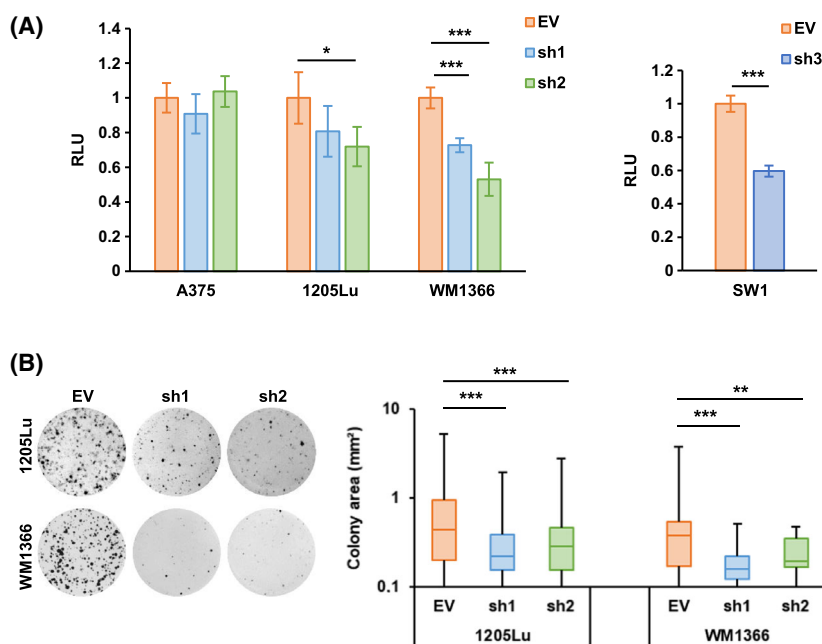 (A)
1.4
1.2
1
0.8
0.6
0.4
0.2
0
RLU
*
***
***
EV
sh1
sh2
A375 1205Lu WM1366
EV
sh3
1.2
1
0.8
0.6
0.4
0.2
0
RLU
***
SW1
(B)
EV sh1 sh2
1205Lu
WM1366
10
1
0.1
Colony area (mm²)
***
***
**
***
EV sh1 sh2 EV sh1 sh2
1205Lu WM1366